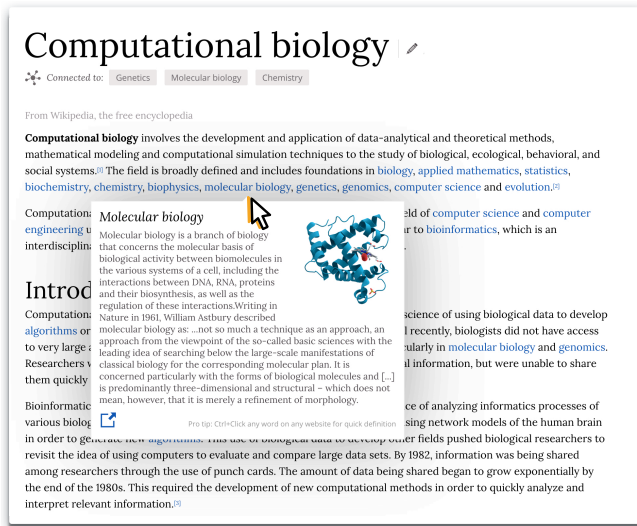 Computational biology
Connected to: Genetics Molecular biology Chemistry
From Wikipedia, the free encyclopedia
Computational biology involves the development and application of data-analytical and theoretical methods,
mathematical modeling and computational simulation techniques to the study of biological, ecological, behavioral, and
social systems.[1] The field is broadly defined and includes foundations in biology, applied mathematics, statistics,
biochemistry, chemistry, biophysics, molecular biology, genetics, genomics, computer science and evolution.[2]
Computationa
eld of computer science and computer
engineering u
ar to bioinformatics, which is an
interdisciplina
Molecular biology
Molecular biology is a branch of biology
that concerns the molecular basis of
biological activity between biomolecules in
the various systems of a cell, including the
interactions between DNA, RNA, proteins
and their biosynthesis, as well as the
regulation of these interactions.Writing in
Nature in 1961, William Astbury described
molecular biology as: ...not so much a technique as an approach, an
approach from the viewpoint of the so-called basic sciences with the
leading idea of searching below the large-scale manifestations of
classical biology for the corresponding molecular plan. It is
concerned particularly with the forms of biological molecules and [...]
is predominantly three-dimensional and structural – which does not
mean, however, that it is merely a refinement of morphology.
Pro tip: Ctrl+Click any word on any website for quick definition
Introd
Computationa
science of using biological data to develop
algorithms or
l recently, biologists did not have access
to very large a
cularly in molecular biology and genomics.
Researchers w
al information, but were unable to share
them quickly
Bioinformatic
ce of analyzing informatics processes of
various biolog
sing network models of the human brain
in order to generate new algorithms. This use of biological data to develop other fields pushed biological researchers to
revisit the idea of using computers to evaluate and compare large data sets. By 1982, information was being shared
among researchers through the use of punch cards. The amount of data being shared began to grow exponentially by
the end of the 1980s. This required the development of new computational methods in order to quickly analyze and
interpret relevant information.[3]